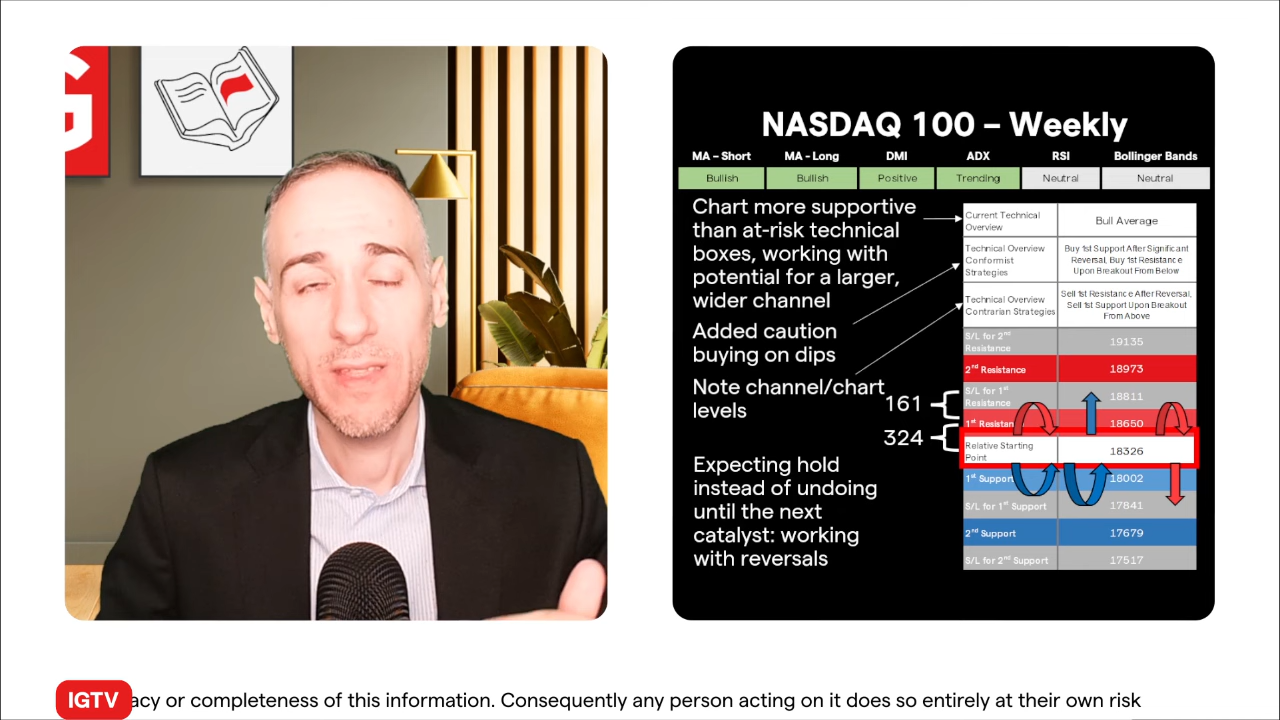 G
NASDAQ 100 – Weekly
MA – Short MA - Long DMI ADX RSI Bollinger Bands
Bullish Bullish Positive Trending Neutral Neutral
Chart more supportive
than at-risk technical
boxes, working with
potential for a larger,
wider channel
Added caution
buying on dips
Note channel/chart
levels
161
324
Expecting hold
instead of undoing
until the next
catalyst: working
with reversals
Current Technical
Overview
Bull Average
Technical Overview
Conformist
Strategies
Buy 1st Support After Significant
Reversal, Buy 1st Resistance
Upon Breakout From Below
Technical Overview
Contrarian Strategies
Sell 1st Resistance After Reversal,
Sell 1st Support Upon Breakout
From Above
S/L for 2nd
Resistance
19135
2nd Resistance 18973
S/L for 1st
Resistance
18811
1st Resistan 18650
Relative Starting
Point
18326
1st Support 18002
S/L for 1st Support 17841
2nd Support 17679
S/L for 2nd Support 17517
IGTV acy or completeness of this information. Consequently any person acting on it does so entirely at their own risk